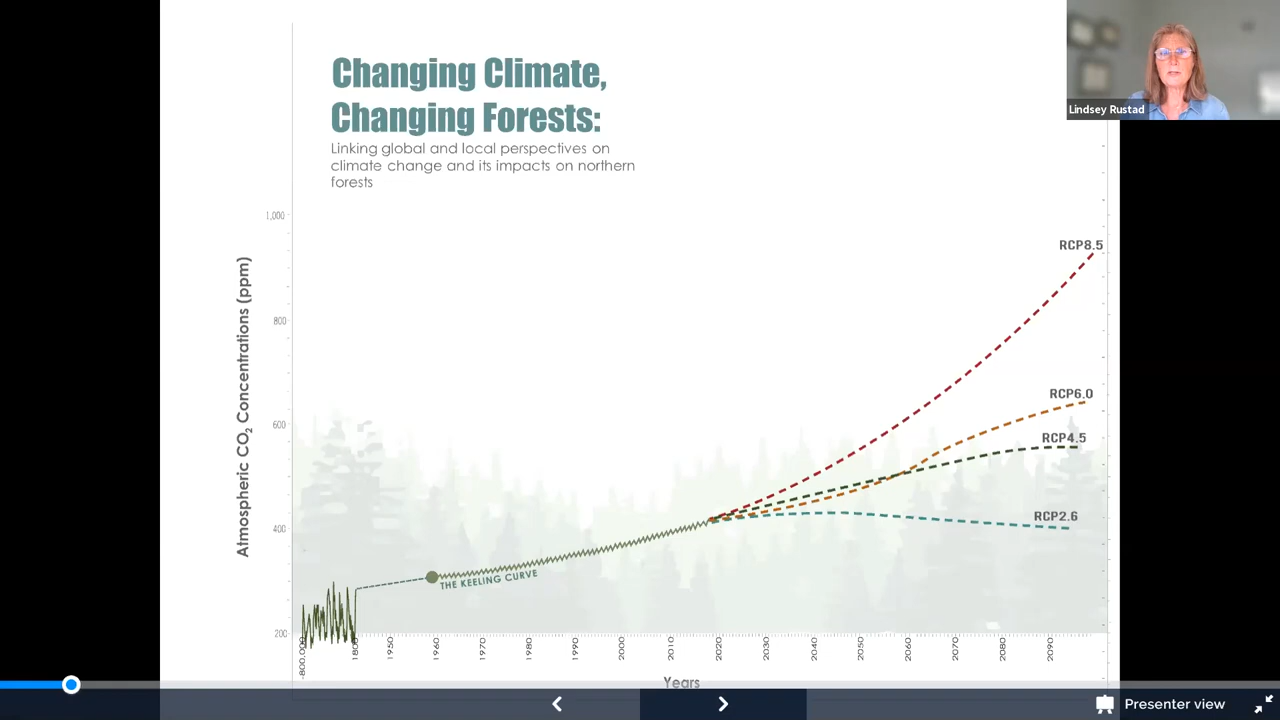 Changing Climate,
Changing Forests:
Linking global and local perspectives on
climate change and its impacts on northern
forests
Lindsey Rustad
Atmospheric CO₂ Concentrations (ppm)
1,000
800
600
400
200
RCP8.5
RCP6.0
RCP4.5
RCP2.6
THE KEELING CURVE
-800,000
1800
1950
1960
1970
1980
1990
2000
2010
2020
2030
2040
2050
2060
2070
2080
2090
Years
Presenter view